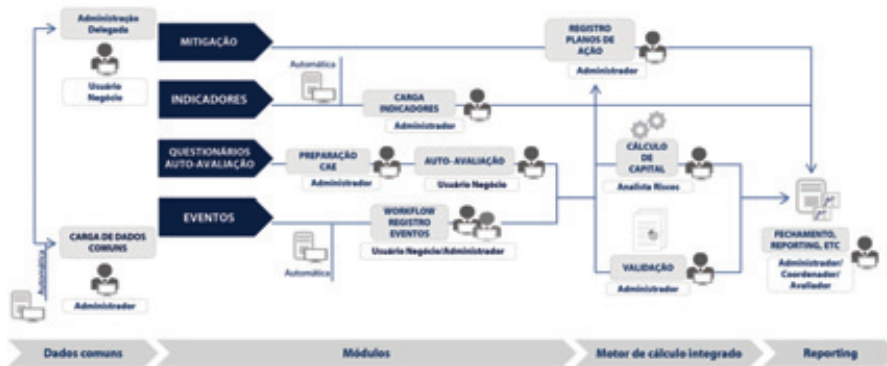 Administração
Delegada
Usuário
Negócio
MITIGAÇÃO
REGISTRO
PLANOS DE
AÇÃO
Administrador
Automática
INDICADORES
CARGA
INDICADORES
Administrador
QUESTIONÁRIOS
AUTO-AVALIAÇÃO
PREPARAÇÃO
CAE
Administrador
AUTO- AVALIAÇÃO
Usuário Negócio
CÁLCULO
DE
CAPITAL
Analista Riscos
EVENTOS
WORKFLOW
REGISTRO
EVENTOS
Usuário Negócio/Administrador
Automática
CARGA DE DADOS
COMUNS
Administrador
Automática
VALIDAÇÃO
Administrador
FECHAMENTO,
REPORTING, ETC
Administrador/
Coordenador/
Avaliador
Dados comuns
Módulos
Motor de cálculo integrado
Reporting